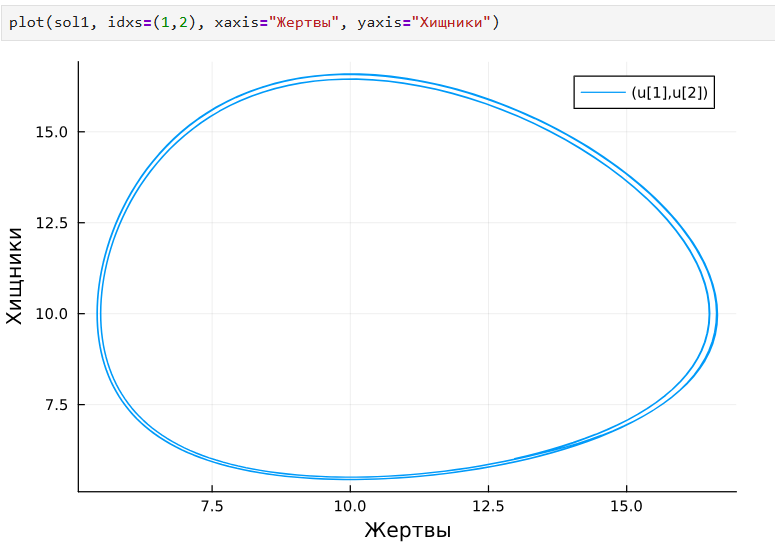 plot(sol1, idxs=(1,2), xaxis="Жертвы", yaxis="Хищники")
(u[1],u[2])
15.0
12.5
10.0
7.5
Хищники
7.5
10.0
12.5
15.0
Жертвы